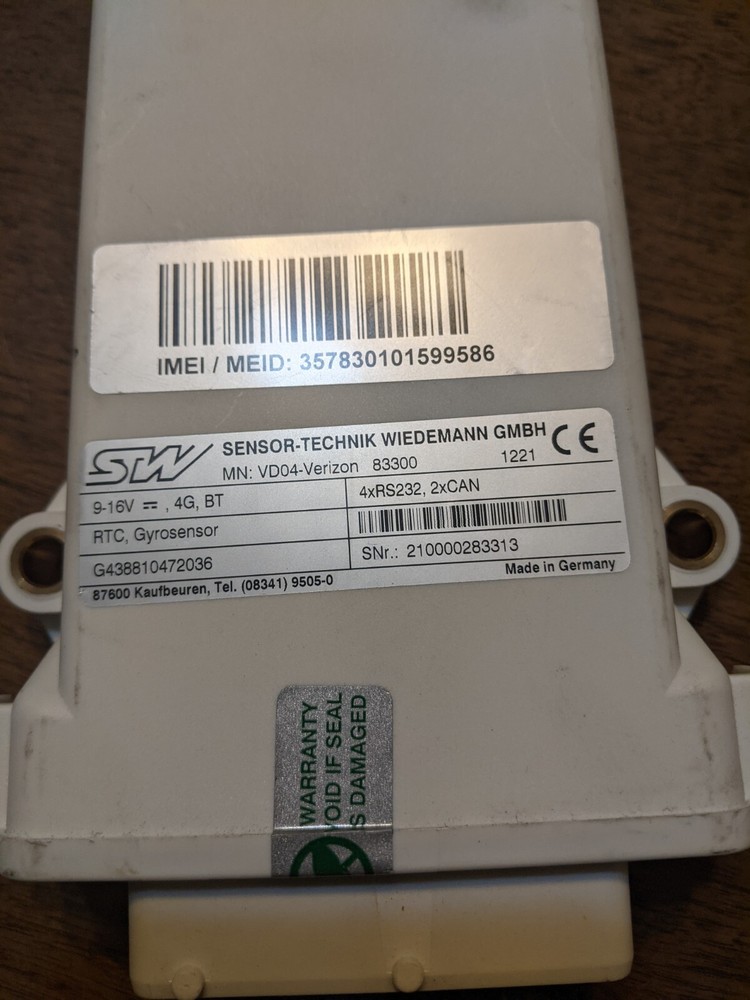 IMEI / MEID: 357830101599586
STW
SENSOR-TECHNIK WIEDEMANN GMBH
CE
MN: VD04-Verizon 83300 1221
9-16V ⎓ , 4G, BT
4xRS232, 2xCAN
RTC, Gyrosensor
G438810472036
SNr.: 210000283313
87600 Kaufbeuren, Tel. (08341) 9505-0
Made in Germany
WARRANTY
VOID IF SEAL
IS DAMAGED